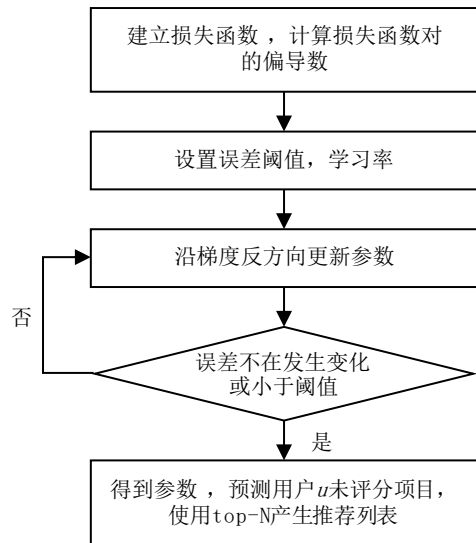 建立损失函数 ，计算损失函数对
的偏导数
设置误差阈值，学习率
沿梯度反方向更新参数
否
误差不在发生变化
或小于阈值
是
得到参数 ，预测用户u未评分项目，
使用top-N产生推荐列表